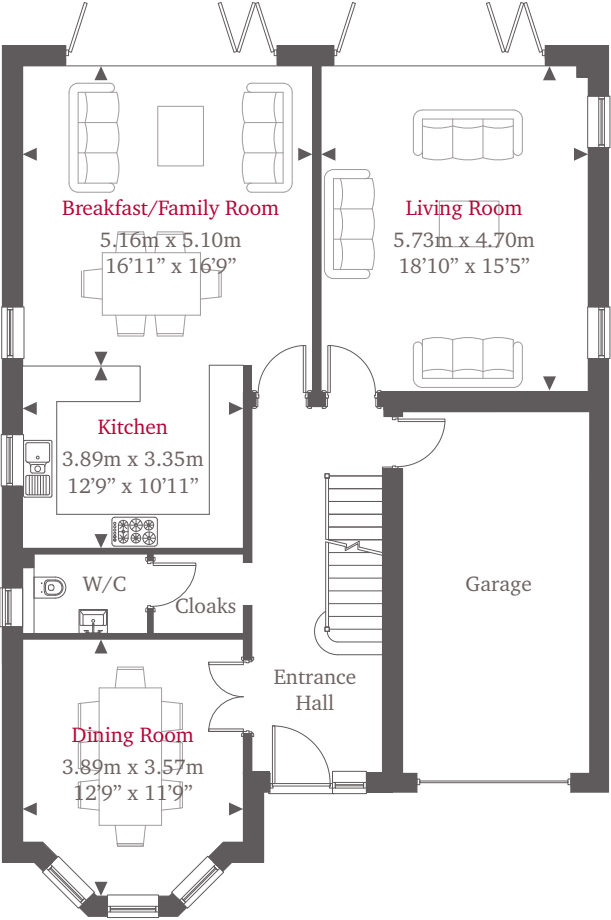 Breakfast/Family Room
5.16m x 5.10m
16’11” x 16’9”
Living Room
5.73m x 4.70m
18’10” x 15’5”
Kitchen
3.89m x 3.35m
12’9” x 10’11”
W/C
Cloaks
Garage
Entrance
Hall
Dining Room
3.89m x 3.57m
12’9” x 11’9”